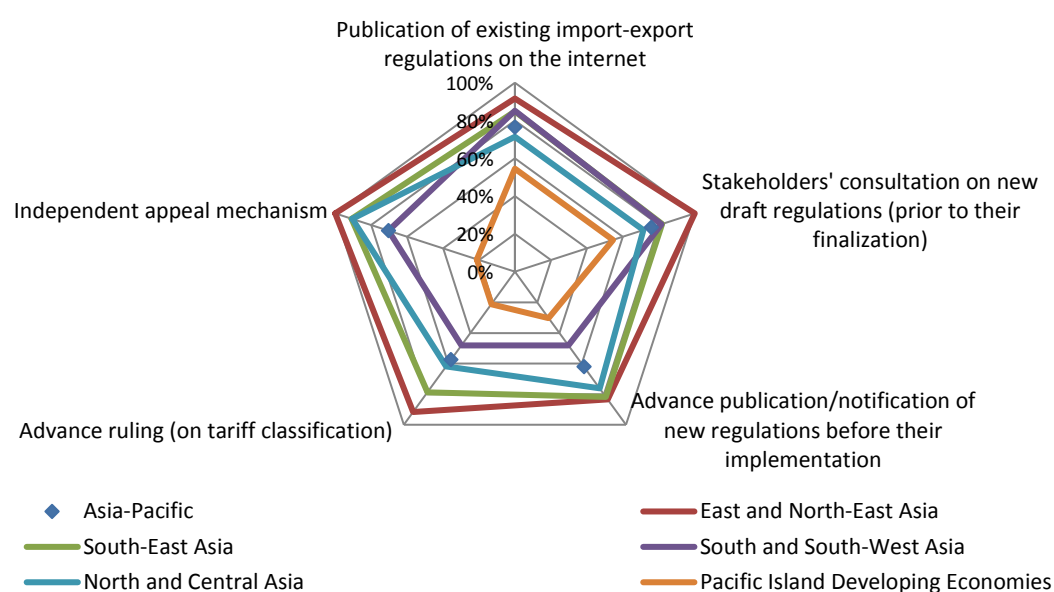 Publication of existing import-export
regulations on the internet
100%
80%
60%
40%
20%
0%
Stakeholders' consultation on new
draft regulations (prior to their
finalization)
Independent appeal mechanism
Advance publication/notification of
new regulations before their
implementation
Advance ruling (on tariff classification)
Asia-Pacific
East and North-East Asia
South-East Asia
South and South-West Asia
North and Central Asia
Pacific Island Developing Economies